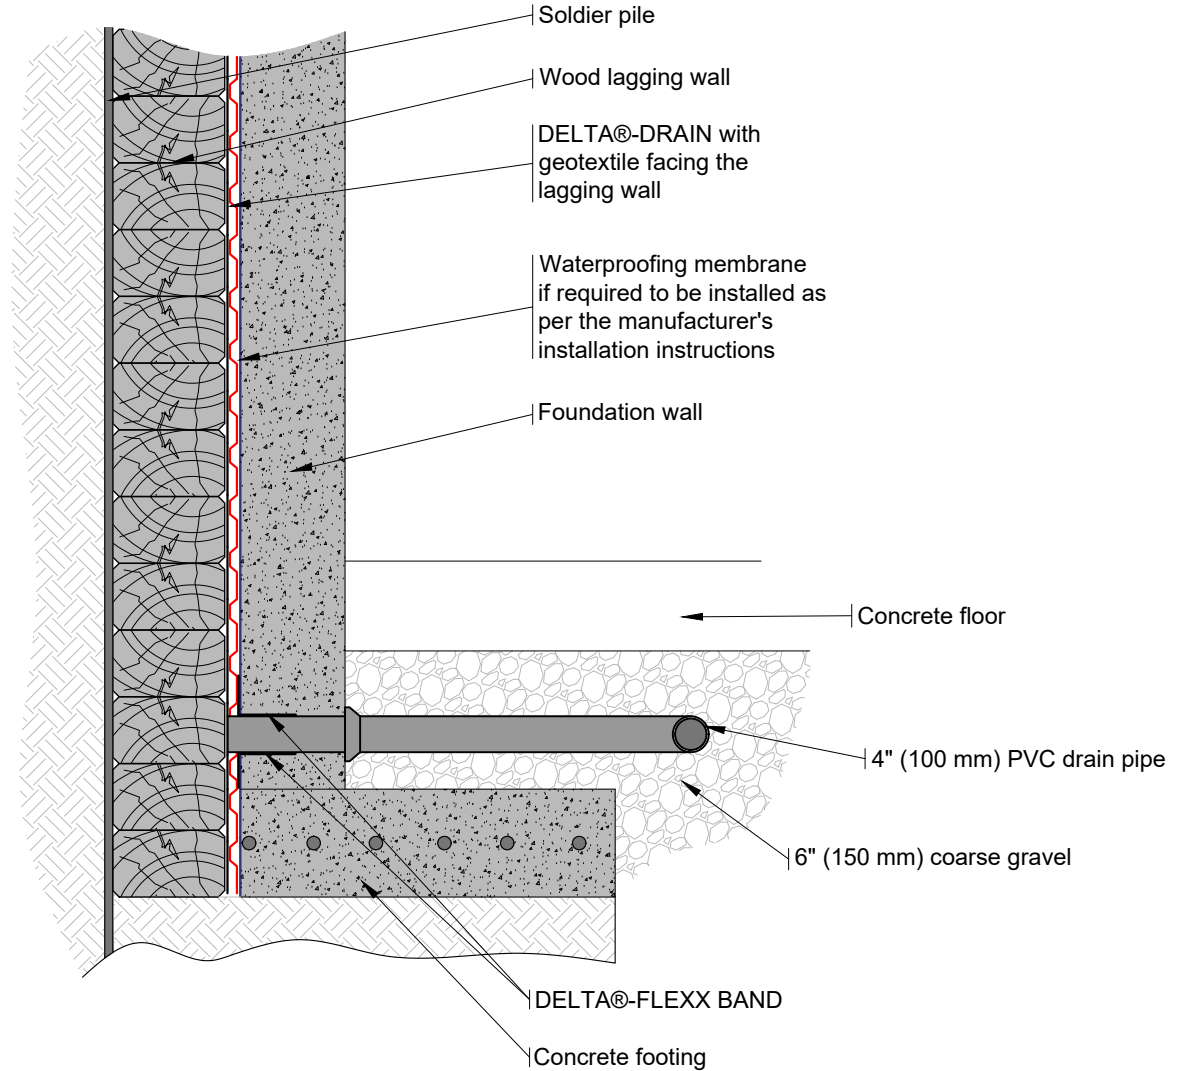 Soldier pile
Wood lagging wall
DELTA®-DRAIN with
geotextile facing the
lagging wall
Waterproofing membrane
if required to be installed as
per the manufacturer's
installation instructions
Foundation wall
Concrete floor
4" (100 mm) PVC drain pipe
6" (150 mm) coarse gravel
DELTA®-FLEXX BAND
Concrete footing